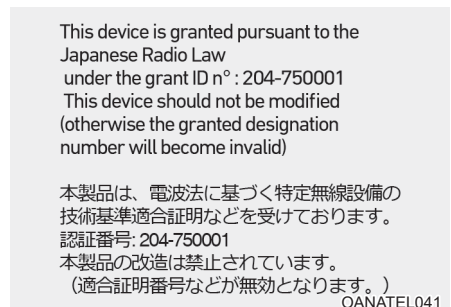 This device is granted pursuant to the
Japanese Radio Law
under the grant ID n° : 204-750001
This device should not be modified
(otherwise the granted designation
number will become invalid)
本製品は、電波法に基づく特定無線設備の
技術基準適合証明などを受けております。
認証番号: 204-750001
本製品の改造は禁止されています。
（適合証明番号などが無効となります。）
OANATEL041